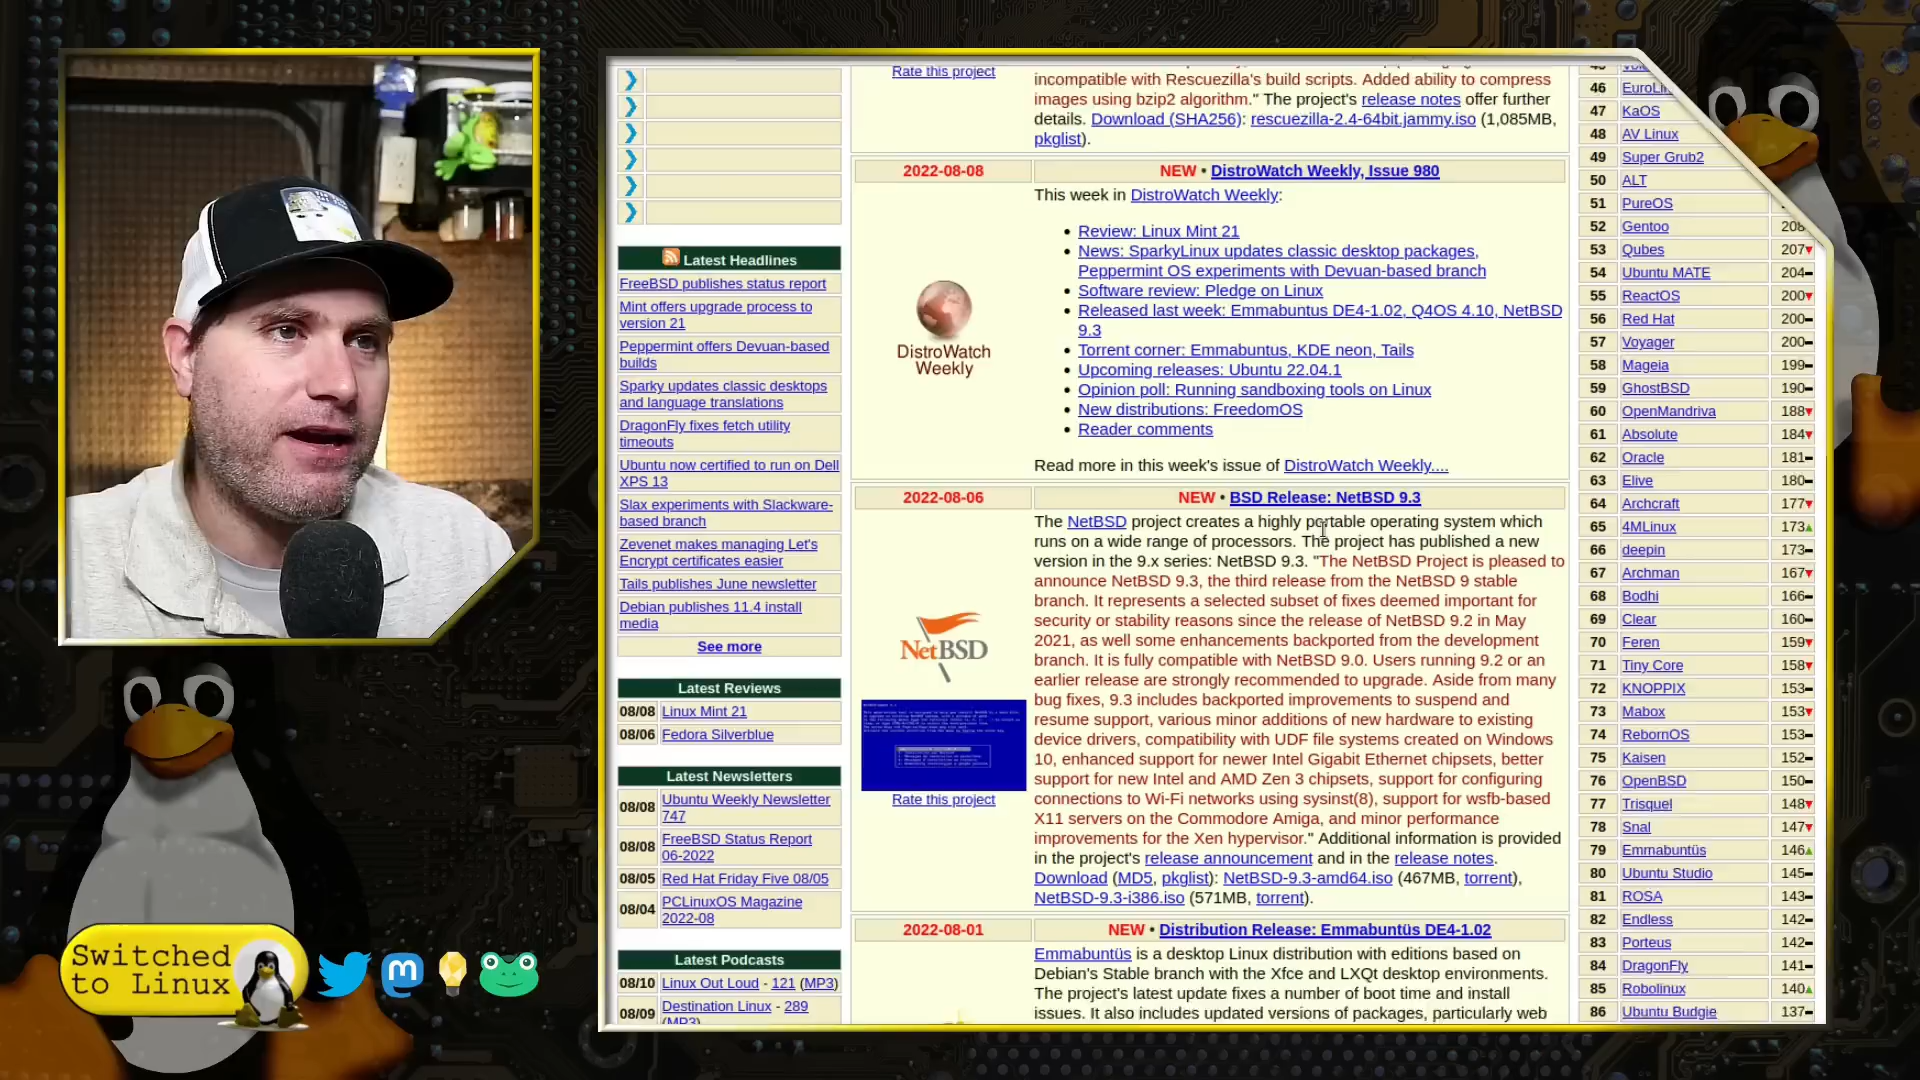 Rate this project
incompatible with Rescuezilla's build scripts. Added ability to compress
images using bzip2 algorithm." The project's release notes offer further
details. Download (SHA256): rescuezilla-2.4-64bit.jammy.iso (1,085MB,
pkglist).
2022-08-08 NEW • DistroWatch Weekly, Issue 980
This week in DistroWatch Weekly:
• Review: Linux Mint 21
• News: SparkyLinux updates classic desktop packages,
Peppermint OS experiments with Devuan-based branch
• Software review: Pledge on Linux
• Released last week: Emmabuntus DE4-1.02, Q4OS 4.10, NetBSD
9.3
• Torrent corner: Emmabuntus, KDE neon, Tails
• Upcoming releases: Ubuntu 22.04.1
• Opinion poll: Running sandboxing tools on Linux
• New distributions: FreedomOS
• Reader comments
Read more in this week's issue of DistroWatch Weekly....
DistroWatch
Weekly
2022-08-06 NEW • BSD Release: NetBSD 9.3
The NetBSD project creates a highly portable operating system which
runs on a wide range of processors. The project has published a new
version in the 9.x series: NetBSD 9.3. "The NetBSD Project is pleased to
announce NetBSD 9.3, the third release from the NetBSD 9 stable
branch. It represents a selected subset of fixes deemed important for
security or stability reasons since the release of NetBSD 9.2 in May
2021, as well some enhancements backported from the development
branch. It is fully compatible with NetBSD 9.0. Users running 9.2 or an
earlier release are strongly recommended to upgrade. Aside from many
bug fixes, 9.3 includes backported improvements to suspend and
resume support, various minor additions of new hardware to existing
device drivers, compatibility with UDF file systems created on Windows
10, enhanced support for newer Intel Gigabit Ethernet chipsets, better
support for new Intel and AMD Zen 3 chipsets, support for configuring
connections to Wi-Fi networks using sysinst(8), support for wsfb-based
X11 servers on the Commodore Amiga, and minor performance
improvements for the Xen hypervisor." Additional information is provided
in the project's release announcement and in the release notes.
Download (MD5, pkglist): NetBSD-9.3-amd64.iso (467MB, torrent),
NetBSD-9.3-i386.iso (571MB, torrent).
NetBSD
Rate this project
2022-08-01 NEW • Distribution Release: Emmabuntüs DE4-1.02
Emmabuntüs is a desktop Linux distribution with editions based on
Debian's Stable branch with the Xfce and LXQt desktop environments.
The project's latest update fixes a number of boot time and install
issues. It also includes updated versions of packages, particularly web
Latest Headlines
FreeBSD publishes status report
Mint offers upgrade process to
version 21
Peppermint offers Devuan-based
builds
Sparky updates classic desktops
and language translations
DragonFly fixes fetch utility
timeouts
Ubuntu now certified to run on Dell
XPS 13
Slax experiments with Slackware-
based branch
Zevenet makes managing Let's
Encrypt certificates easier
Tails publishes June newsletter
Debian publishes 11.4 install
media
See more
Latest Reviews
08/08 Linux Mint 21
08/06 Fedora Silverblue
Latest Newsletters
08/08 Ubuntu Weekly Newsletter
747
08/08 FreeBSD Status Report
06-2022
08/05 Red Hat Friday Five 08/05
08/04 PCLinuxOS Magazine
2022-08
Latest Podcasts
08/10 Linux Out Loud - 121 (MP3)
08/09 Destination Linux - 289
(MP3)
46
47 KaOS
48 AV Linux
49 Super Grub2
50 ALT
51 PureOS
52 Gentoo 208
53 Qubes 207
54 Ubuntu MATE 204
55 ReactOS 200
56 Red Hat 200
57 Voyager 200
58 Mageia 199
59 GhostBSD 190
60 OpenMandriva 188
61 Absolute 184
62 Oracle 181
63 Elive 180
64 Archcraft 177
65 4MLinux 173
66 deepin 173
67 Archman 167
68 Bodhi 166
69 Clear 160
70 Feren 159
71 Tiny Core 158
72 KNOPPIX 153
73 Mabox 153
74 RebornOS 153
75 Kaisen 152
76 OpenBSD 150
77 Trisquel 148
78 Snal 147
79 Emmabuntüs 146
80 Ubuntu Studio 145
81 ROSA 143
82 Endless 142
83 Porteus 142
84 DragonFly 141
85 Robolinux 140
86 Ubuntu Budgie 137
Switched
to Linux